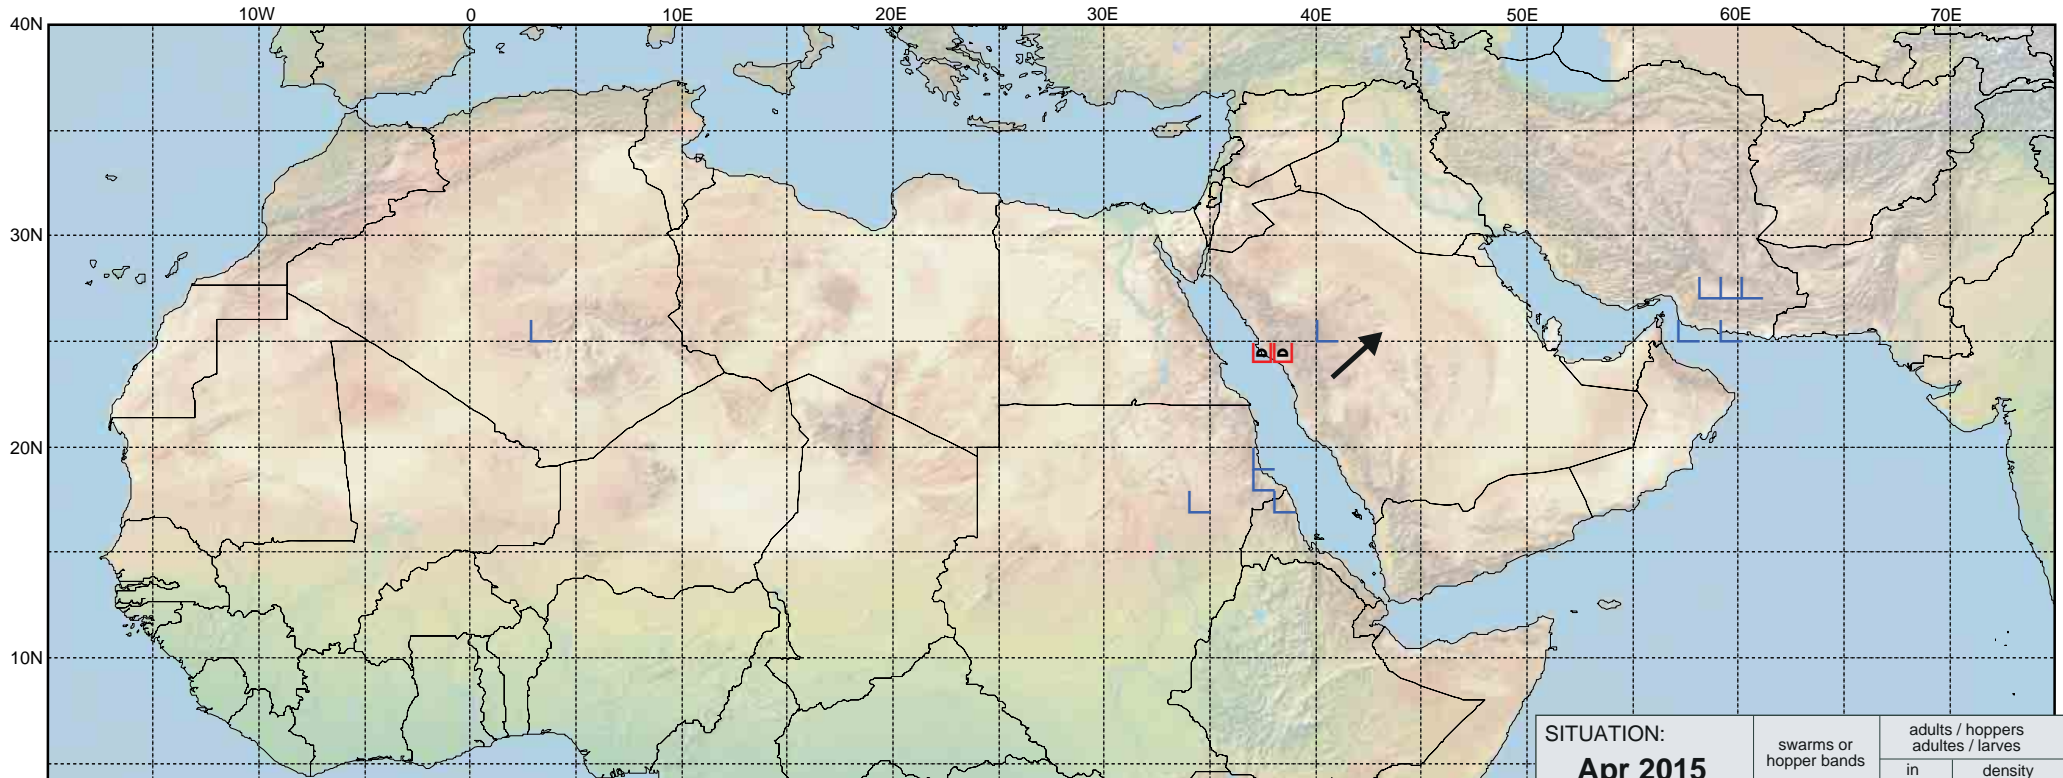 10W 0 10E 20E 30E 40E 50E 60E 70E
40N
30N
20N
10N
D D
SITUATION:
Apr 2015
swarms or
hopper bands
adults / hoppers
adultes / larves
in
density